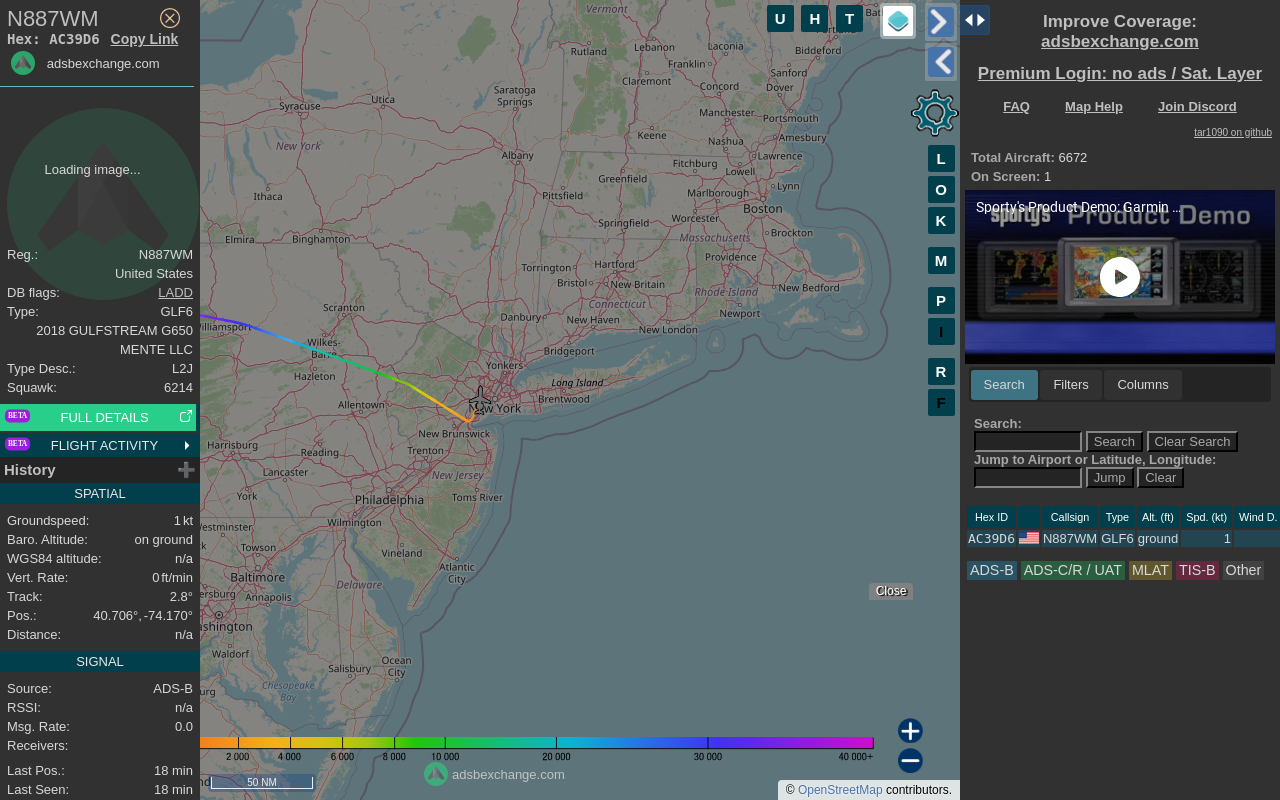 N887WM
Hex: AC39D6 Copy Link
adsbexchange.com
Loading image...
Reg.: N887WM
United States
DB flags: LADD
Type: GLF6
2018 GULFSTREAM G650
MENTE LLC
Type Desc.: L2J
Squawk: 6214
BETA FULL DETAILS
BETA FLIGHT ACTIVITY
History
SPATIAL
Groundspeed: 1 kt
Baro. Altitude: on ground
WGS84 altitude: n/a
Vert. Rate: 0 ft/min
Track: 2.8°
Pos.: 40.706°, -74.170°
Distance: n/a
SIGNAL
Source: ADS-B
RSSI: n/a
Msg. Rate: 0.0
Receivers:
Last Pos.: 18 min
Last Seen: 18 min
Vermont
U H T
Rutland
Lebanon
Laconia
Biddeford
Franklin
Sanford
Claremont
Concord
Dover
Saratoga
Springs
Syracuse
Utica
Manchester
Portsmouth
Keene
Nashua
Amesbury
New York
Albany
Fitchburg
Lawrence
Lowell
Greenfield
Marlborough
Lynn
Ithaca
Pittsfield
Worcester
Boston
Springfield
Brockton
Elmira
Binghamton
Massachusetts
Torrington
Hartford
Providence
Bristol
New Britain
New Bedford
Rhode Island
Connecticut
Scranton
Danbury
New Haven
New London
Newport
Williamsport
Wilkes-
Barre
Bridgeport
Yonkers
Hazleton
Long Island
Brentwood
Allentown
New York
New Brunswick
Harrisburg
Reading
Trenton
Lancaster
New Jersey
York
Philadelphia
Toms River
Wilmington
Westminster
Towson
Vineland
Baltimore
Atlantic
City
Delaware
Annapolis
Washington
Waldorf
Salisbury
Ocean
City
Chesapeake
Bay
L
O
K
M
P
I
R
F
Close
2 000 4 000 6 000 8 000 10 000 20 000 30 000 40 000+
50 NM
adsbexchange.com
© OpenStreetMap contributors.
Improve Coverage:
adsbexchange.com
Premium Login: no ads / Sat. Layer
FAQ Map Help Join Discord
tar1090 on github
Total Aircraft: 6672
On Screen: 1
Sporty's Product Demo: Garmin ...
sporty's Product Demo
Search Filters Columns
Search:
Search Clear Search
Jump to Airport or Latitude, Longitude:
Jump Clear
Hex ID Callsign Type Alt. (ft) Spd. (kt) Wind D.
AC39D6 N887WM GLF6 ground 1
ADS-B ADS-C/R / UAT MLAT TIS-B Other